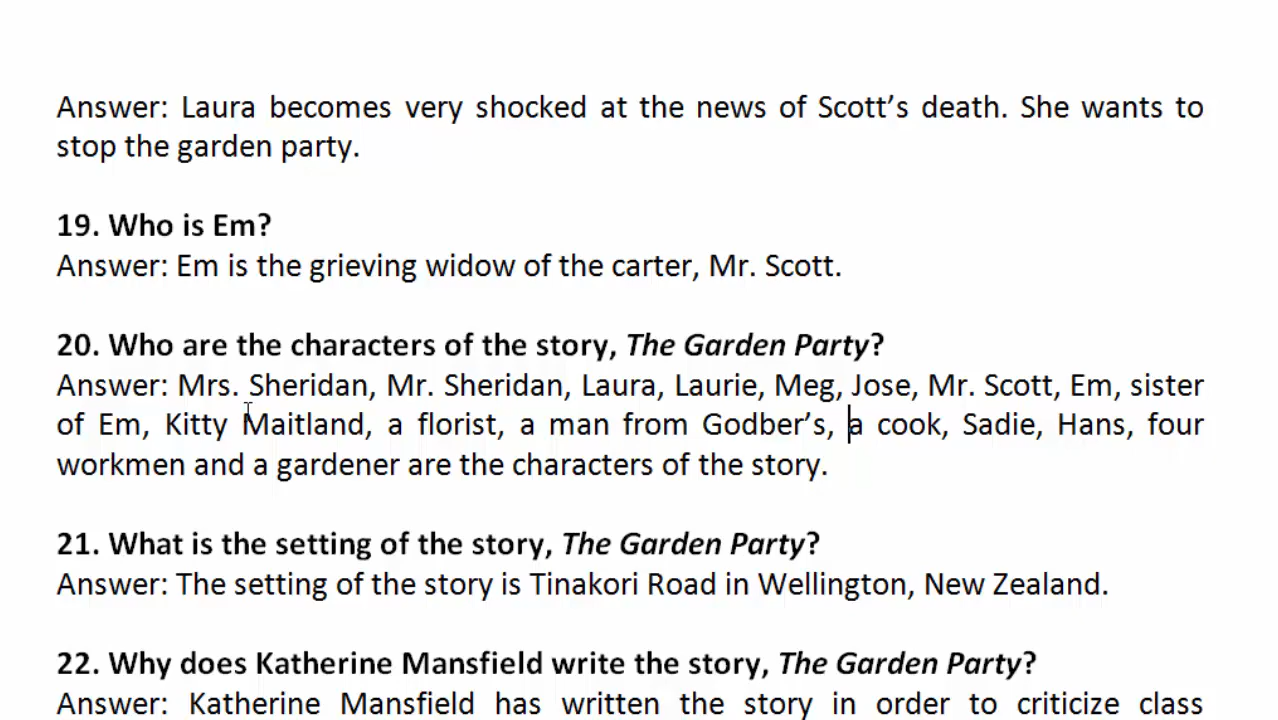 Answer: Laura becomes very shocked at the news of Scott’s death. She wants to
stop the garden party.
19. Who is Em?
Answer: Em is the grieving widow of the carter, Mr. Scott.
20. Who are the characters of the story, The Garden Party?
Answer: Mrs. Sheridan, Mr. Sheridan, Laura, Laurie, Meg, Jose, Mr. Scott, Em, sister
of Em, Kitty Maitland, a florist, a man from Godber’s, a cook, Sadie, Hans, four
workmen and a gardener are the characters of the story.
21. What is the setting of the story, The Garden Party?
Answer: The setting of the story is Tinakori Road in Wellington, New Zealand.
22. Why does Katherine Mansfield write the story, The Garden Party?
Answer: Katherine Mansfield has written the story in order to criticize class